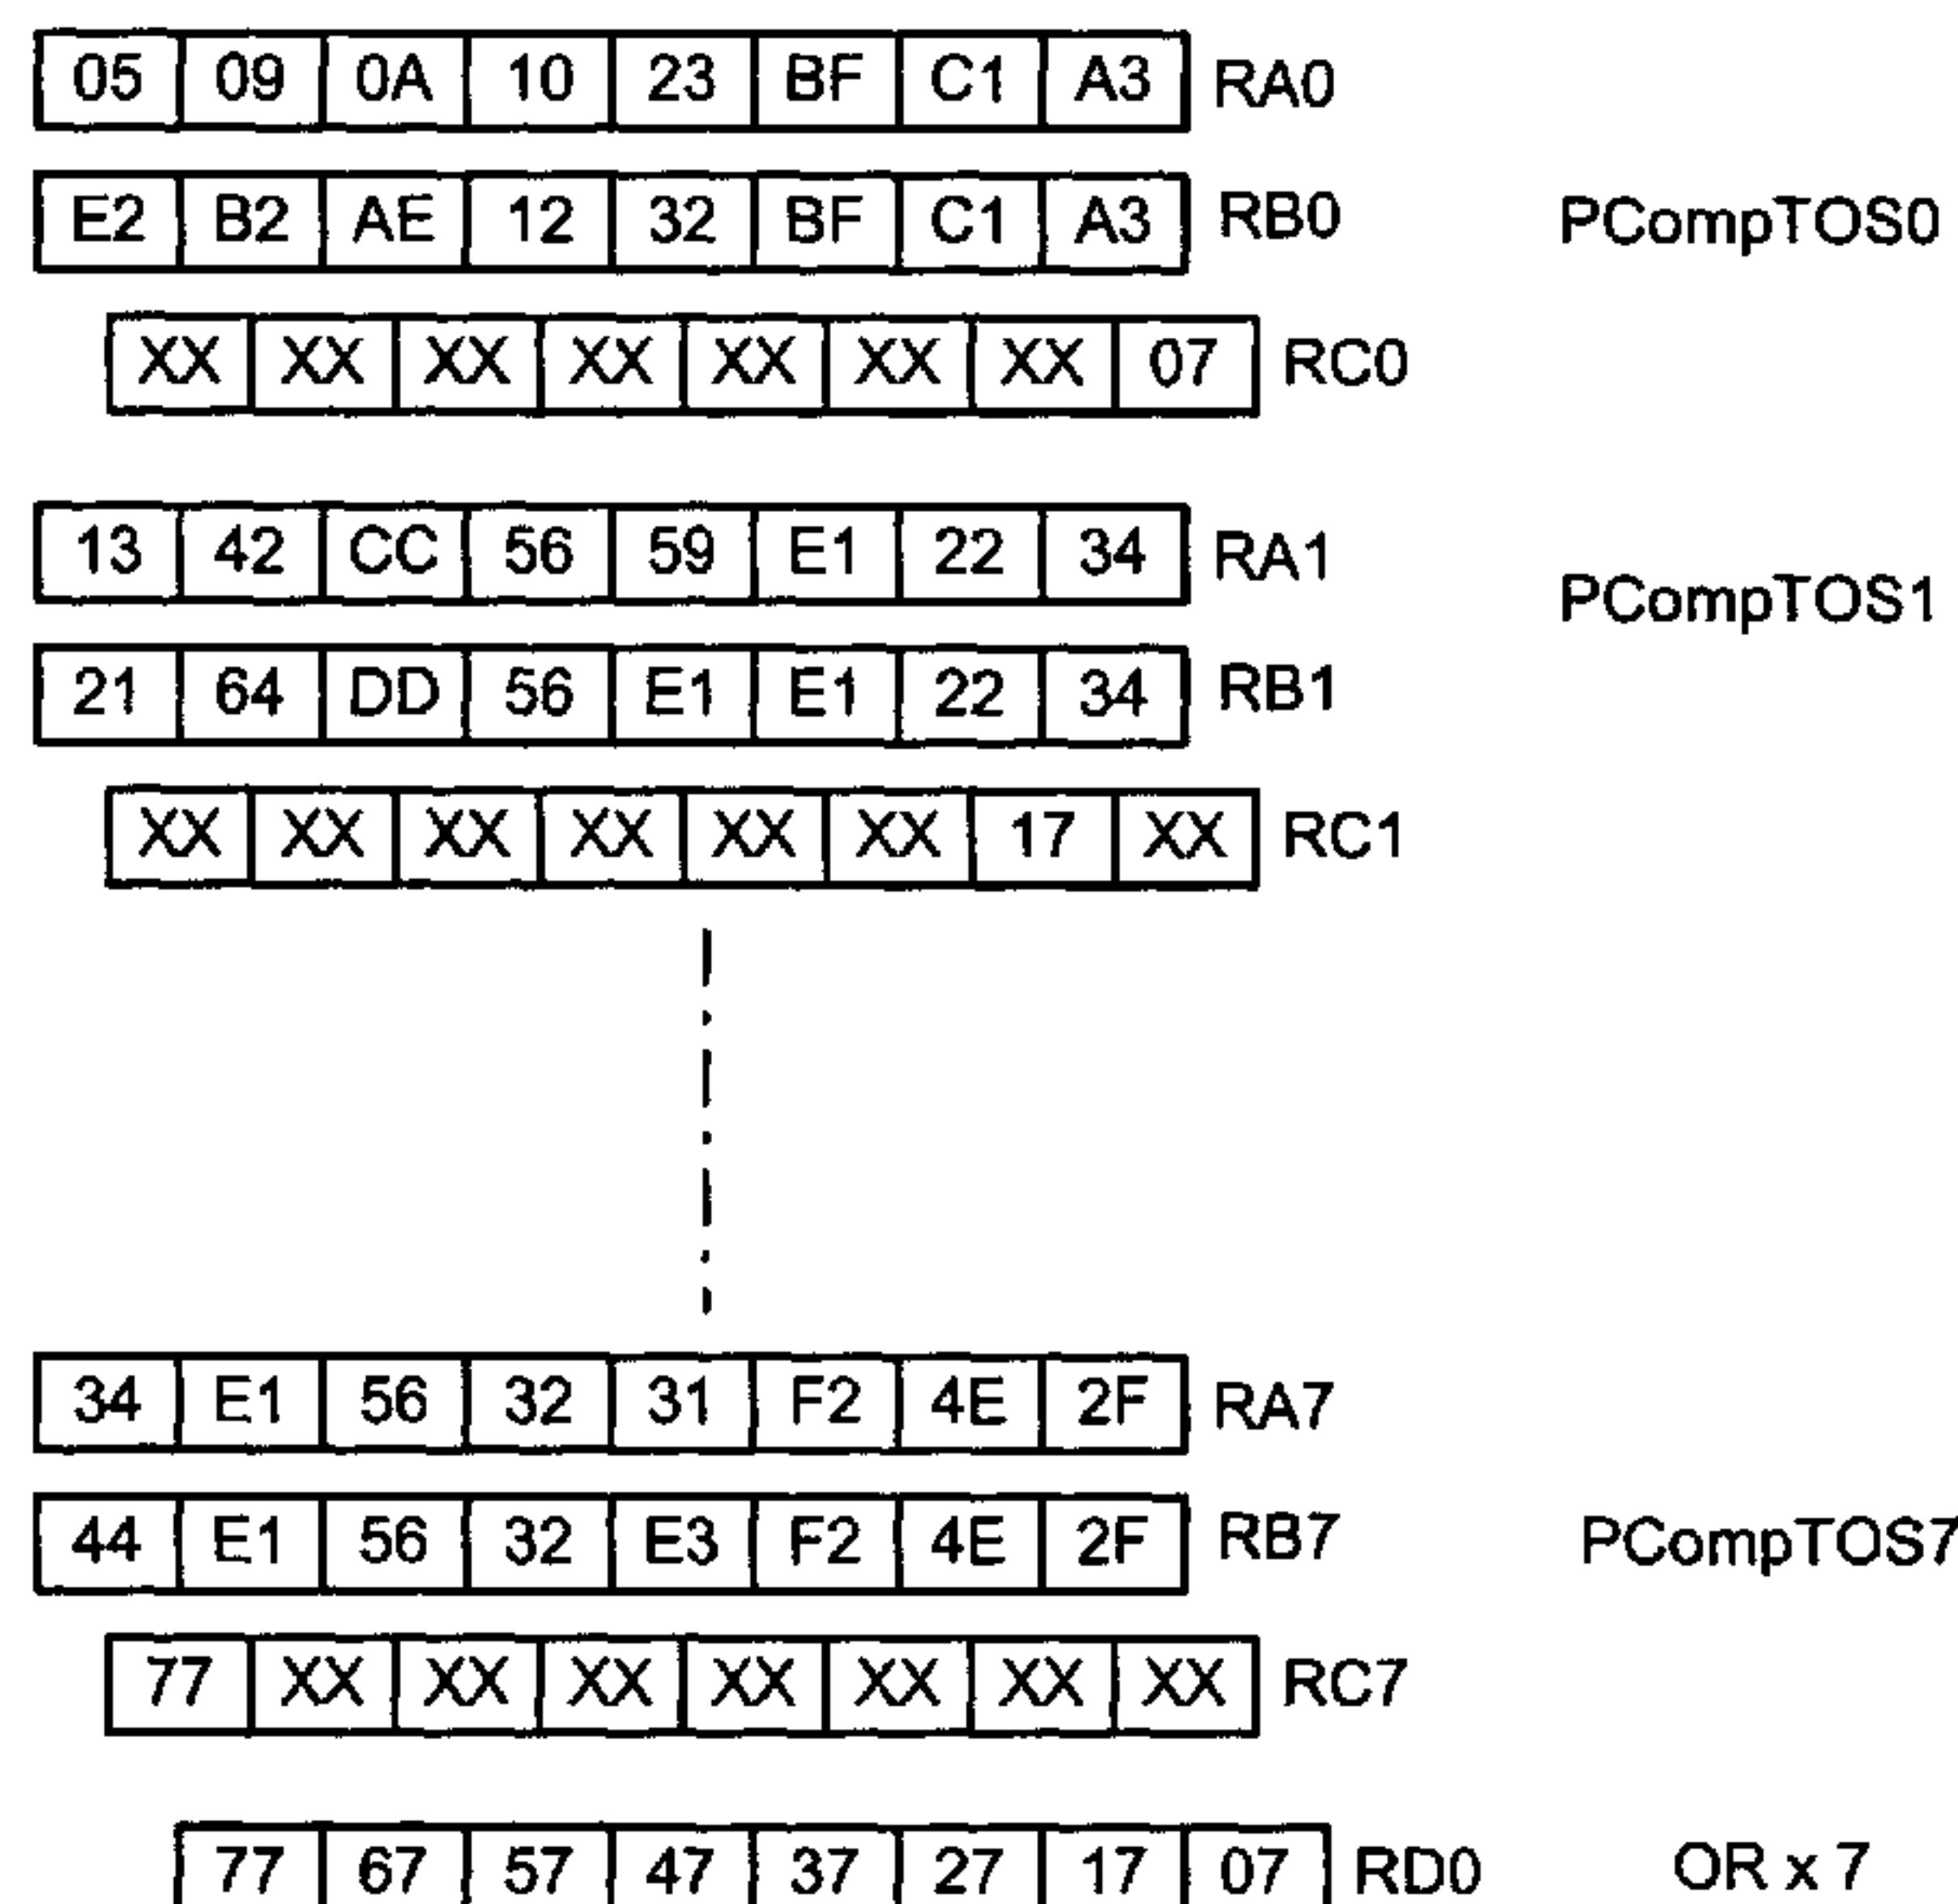 05 09 0A 10 23 BF C1 A3 RA0
E2 B2 AE 12 32 BF C1 A3 RB0 PCompTOS0
XX XX XX XX XX XX XX 07 RC0
13 42 CC 56 59 E1 22 34 RA1 PCompTOS1
21 64 DD 56 E1 E1 22 34 RB1
XX XX XX XX XX XX 17 XX RC1
34 E1 56 32 31 F2 4E 2F RA7
44 E1 56 32 E3 F2 4E 2F RB7 PCompTOS7
77 XX XX XX XX XX XX XX RC7
77 67 57 47 37 27 17 07 RD0 OR x 7